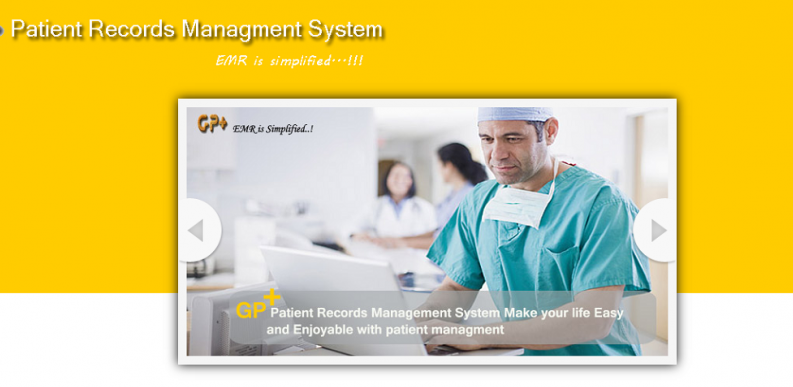 Patient Records Managment System
EMR is simplified...!!!
GP+ EMR is Simplified..!
GP+ Patient Records Management System Make your life Easy
and Enjoyable with patient managment